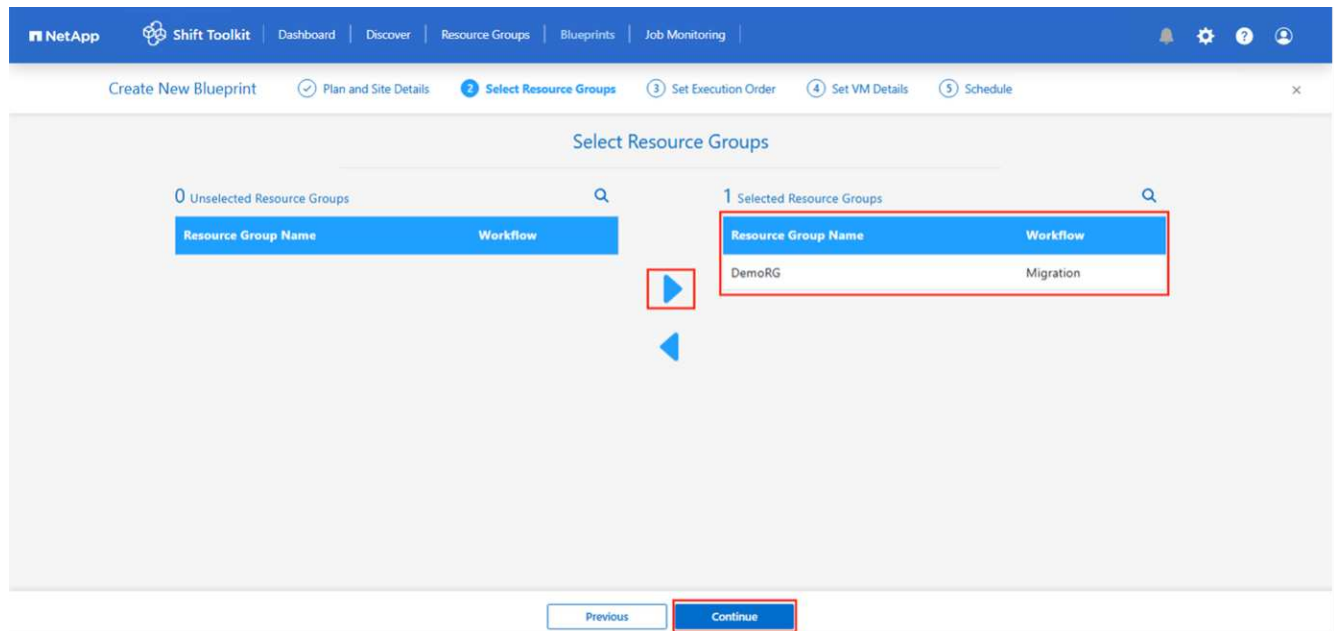 NetApp Shift Toolkit Dashboard Discover Resource Groups Blueprints Job Monitoring ?
Create New Blueprint Plan and Site Details 2 Select Resource Groups 3 Set Execution Order 4 Set VM Details 5 Schedule ×
Select Resource Groups
0 Unselected Resource Groups
Resource Group Name Workflow
1 Selected Resource Groups
Resource Group Name Workflow
DemoRG Migration
Previous Continue